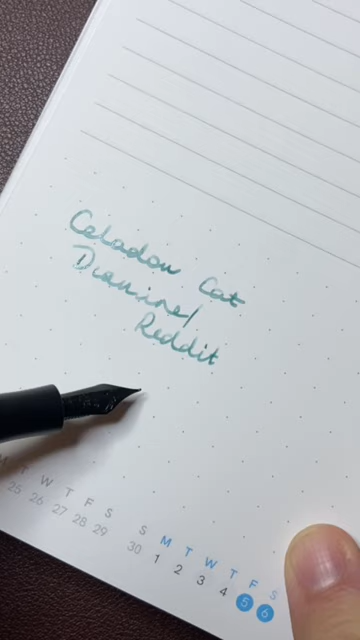 Celadon Cat
Diamine/
Reddit
M T W T F S S M T W T F S
25 26 27 28 29 30 1 2 3 4 5 6